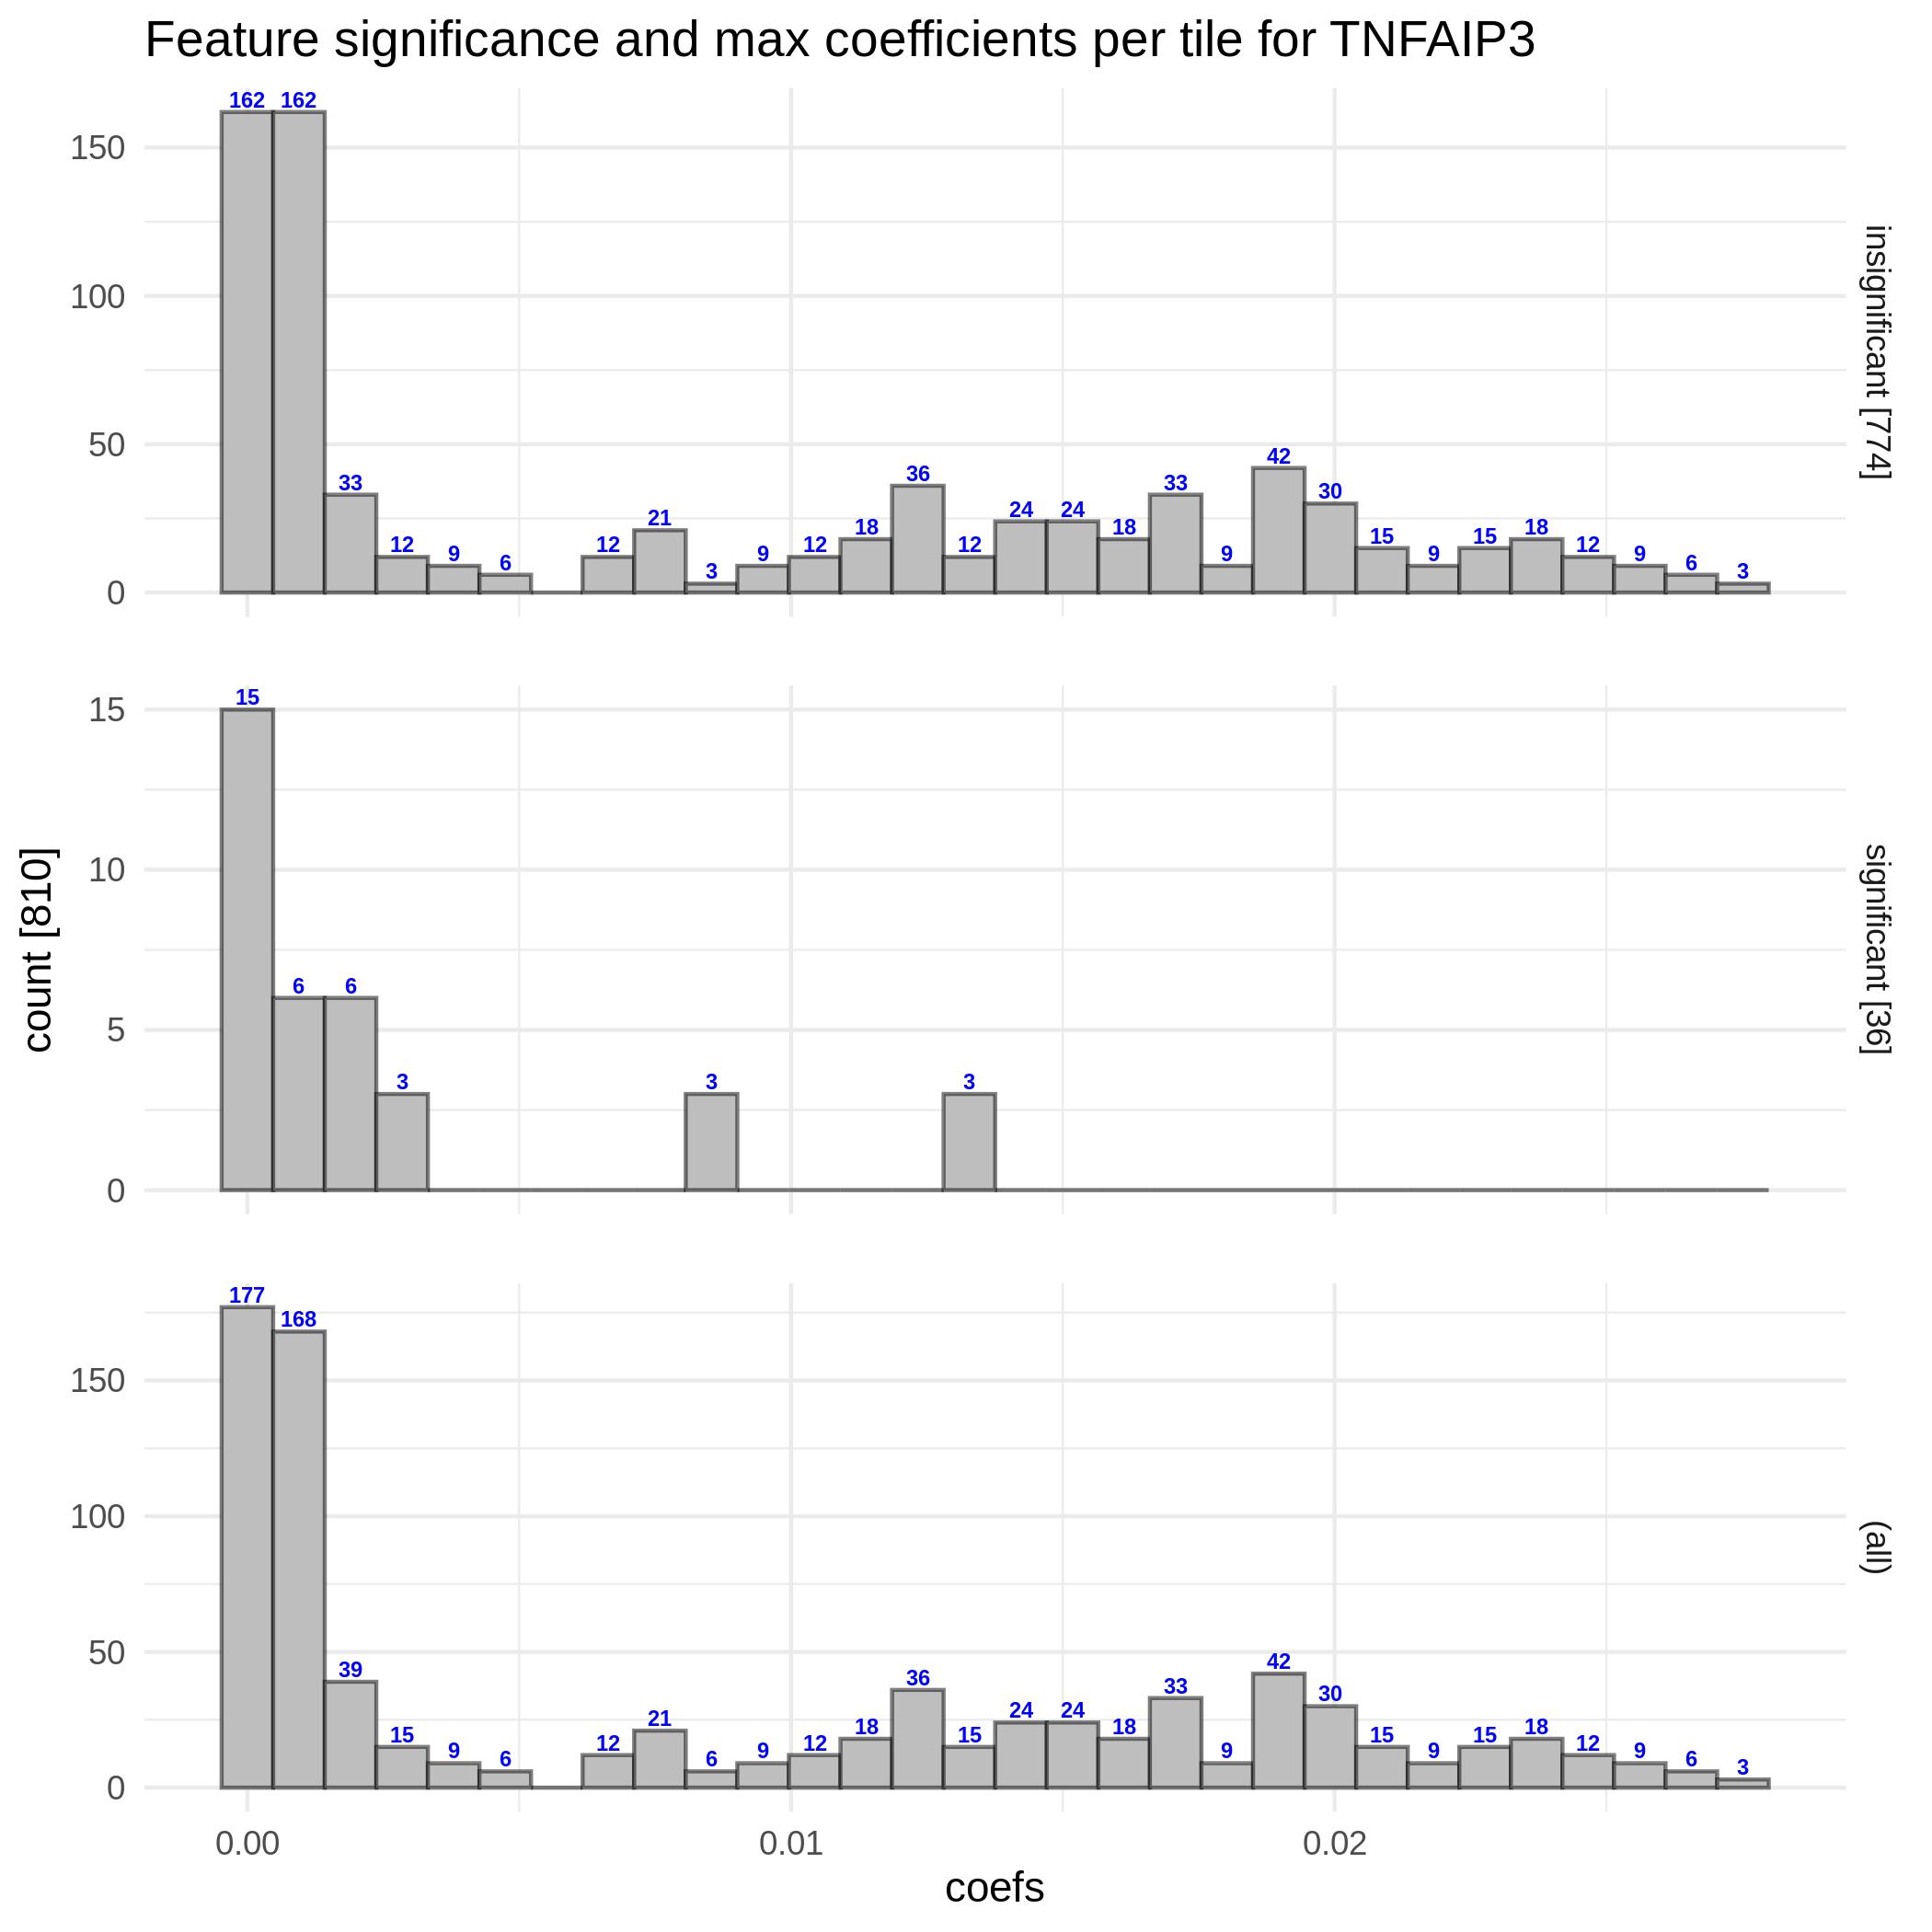 Feature significance and max coefficients per tile for TNFAIP3
162 162 33 12 9 6 12 21 3 9 12 18 36 12 24 24 18 33 9 42 30 15 9 15 18 12 9 6 3
150
100
50
0
insignificant [774]
15 6 6 3 3 3
15
10
5
0
significant [36]
count [810]
177 168 39 15 9 6 12 21 6 9 12 18 36 15 24 24 18 33 9 42 30 15 9 15 18 12 9 6 3
150
100
50
0
(all)
0.00 0.01 0.02
coefs